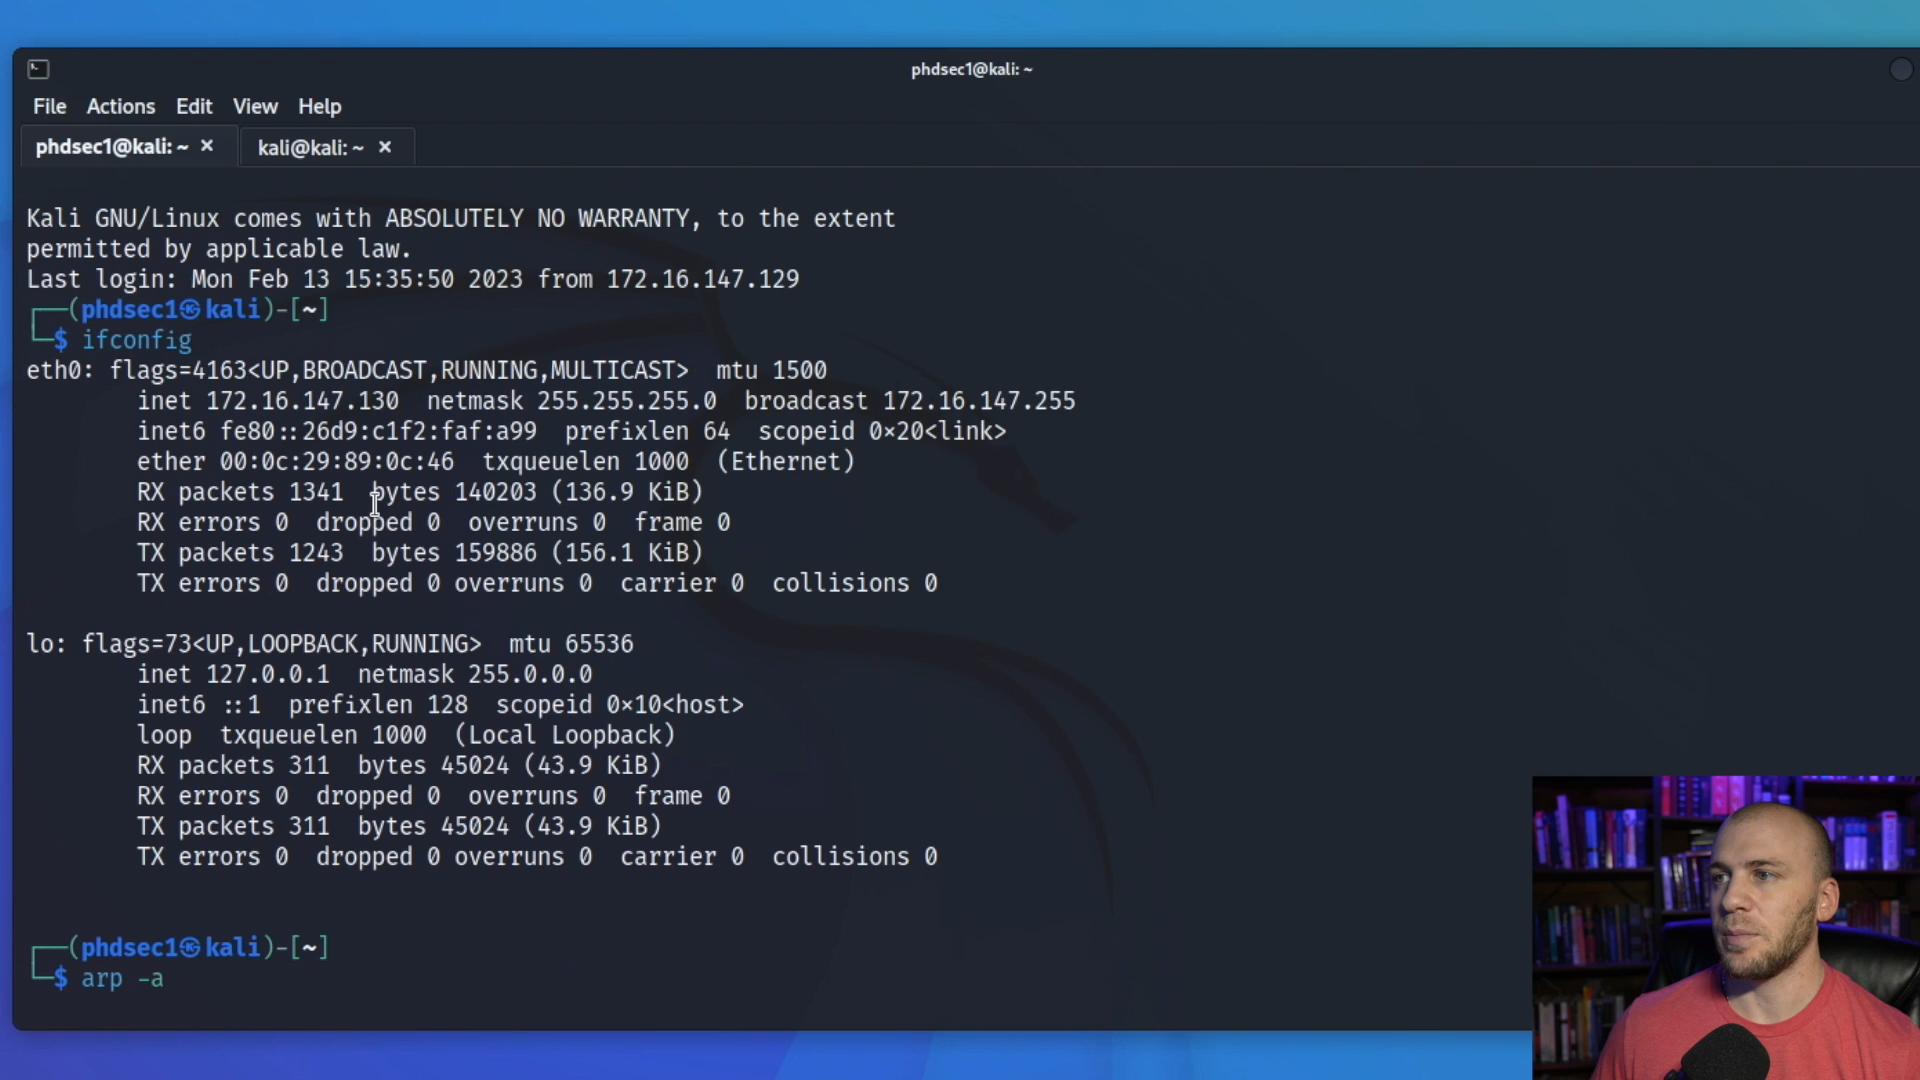 phdsec1@kali: ~
File Actions Edit View Help
phdsec1@kali: ~ × kali@kali: ~ ×
Kali GNU/Linux comes with ABSOLUTELY NO WARRANTY, to the extent
permitted by applicable law.
Last login: Mon Feb 13 15:35:50 2023 from 172.16.147.129
┌──(phdsec1㉿kali)-[~]
└─$ ifconfig
eth0: flags=4163<UP,BROADCAST,RUNNING,MULTICAST>  mtu 1500
inet 172.16.147.130  netmask 255.255.255.0  broadcast 172.16.147.255
inet6 fe80::26d9:c1f2:faf:a99  prefixlen 64  scopeid 0×20<link>
ether 00:0c:29:89:0c:46  txqueuelen 1000  (Ethernet)
RX packets 1341  bytes 140203 (136.9 KiB)
RX errors 0  dropped 0  overruns 0  frame 0
TX packets 1243  bytes 159886 (156.1 KiB)
TX errors 0  dropped 0 overruns 0  carrier 0  collisions 0
lo: flags=73<UP,LOOPBACK,RUNNING>  mtu 65536
inet 127.0.0.1  netmask 255.0.0.0
inet6 ::1  prefixlen 128  scopeid 0×10<host>
loop  txqueuelen 1000  (Local Loopback)
RX packets 311  bytes 45024 (43.9 KiB)
RX errors 0  dropped 0  overruns 0  frame 0
TX packets 311  bytes 45024 (43.9 KiB)
TX errors 0  dropped 0 overruns 0  carrier 0  collisions 0
┌──(phdsec1㉿kali)-[~]
└─$ arp -a